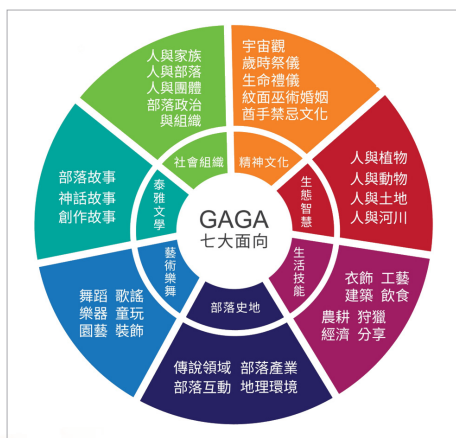 GAGA
七大面向
精神文化
宇宙觀
歲時祭儀
生命禮儀
紋面巫術婚姻
酋手禁忌文化
生態智慧
人與植物
人與動物
人與土地
人與河川
生活技能
衣飾 工藝
建築 飲食
農耕 狩獵
經濟 分享
部落史地
傳說領域 部落產業
部落互動 地理環境
藝術樂舞
舞蹈 歌謠
樂器 童玩
園藝 裝飾
泰雅文學
部落故事
神話故事
創作故事
社會組織
人與家族
人與部落
人與團體
部落政治
與組織